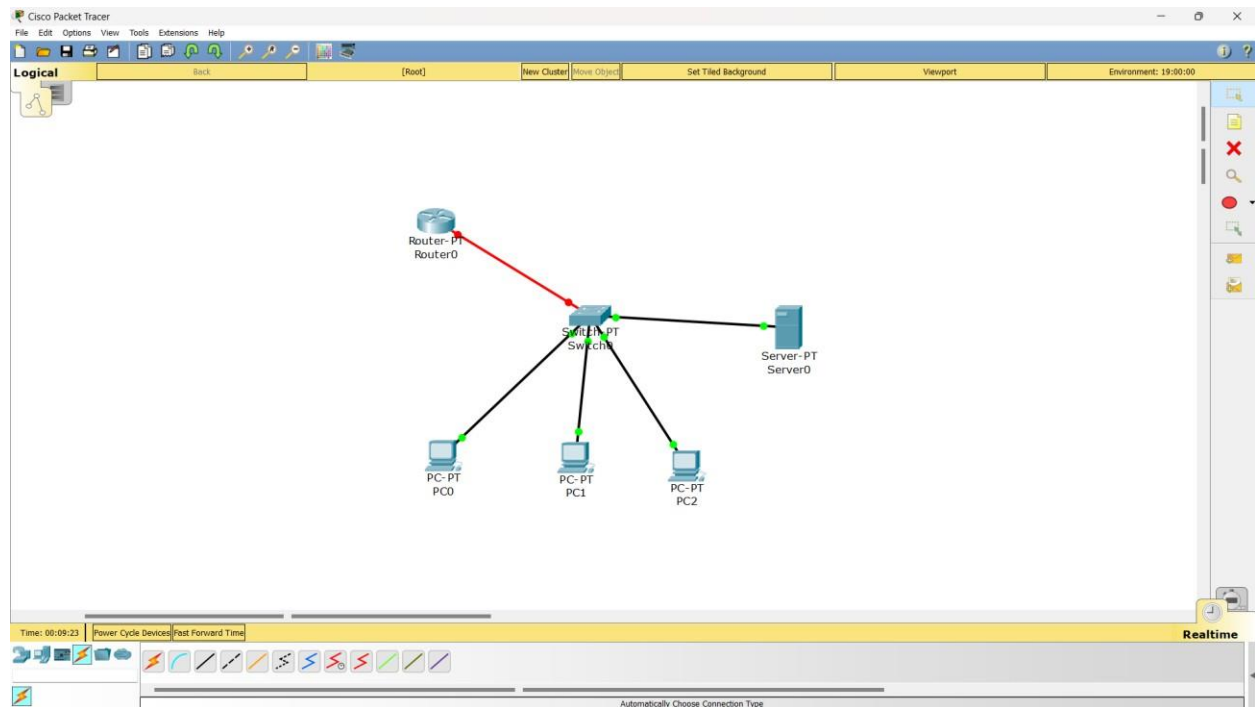 Cisco Packet Tracer
File Edit Options View Tools Extensions Help
Logical
Back
[Root]
New Cluster
Move Object
Set Tiled Background
Viewport
Environment: 19:00:00
Router-PT
Router0
Switch-PT
Switch0
Server-PT
Server0
PC-PT
PC0
PC-PT
PC1
PC-PT
PC2
Time: 00:09:23
Power Cycle Devices
Fast Forward Time
Realtime
Automatically Choose Connection Type